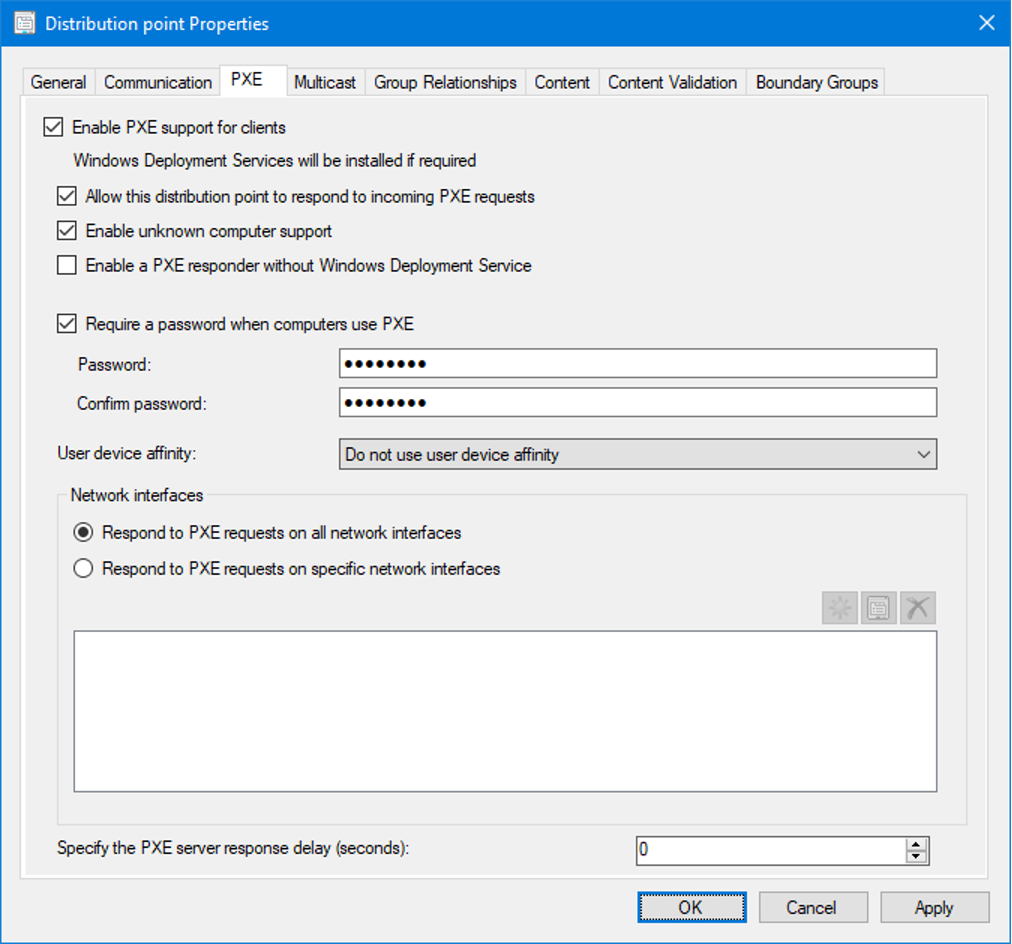 Distribution point Properties
General Communication PXE Multicast Group Relationships Content Content Validation Boundary Groups
Enable PXE support for clients
Windows Deployment Services will be installed if required
Allow this distribution point to respond to incoming PXE requests
Enable unknown computer support
Enable a PXE responder without Windows Deployment Service
Require a password when computers use PXE
Password: ●●●●●●●●
Confirm password: ●●●●●●●●
User device affinity: Do not use user device affinity
Network interfaces
Respond to PXE requests on all network interfaces
Respond to PXE requests on specific network interfaces
Specify the PXE server response delay (seconds): 0
OK Cancel Apply